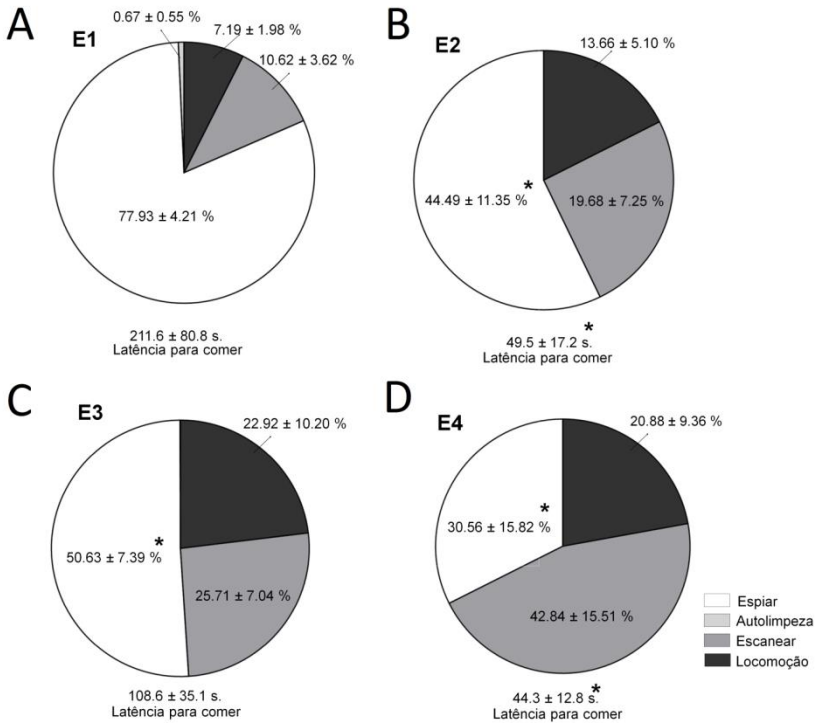 A
E1
0.67 ± 0.55 %
7.19 ± 1.98 %
10.62 ± 3.62 %
77.93 ± 4.21 %
211.6 ± 80.8 s.
Latência para comer
B
E2
13.66 ± 5.10 %
*
44.49 ± 11.35 %
19.68 ± 7.25 %
*
49.5 ± 17.2 s.
Latência para comer
C
E3
22.92 ± 10.20 %
*
50.63 ± 7.39 %
25.71 ± 7.04 %
108.6 ± 35.1 s.
Latência para comer
D
E4
20.88 ± 9.36 %
*
30.56 ± 15.82 %
42.84 ± 15.51 %
*
44.3 ± 12.8 s.
Latência para comer
Espiar
Autolimpeza
Escanear
Locomoção